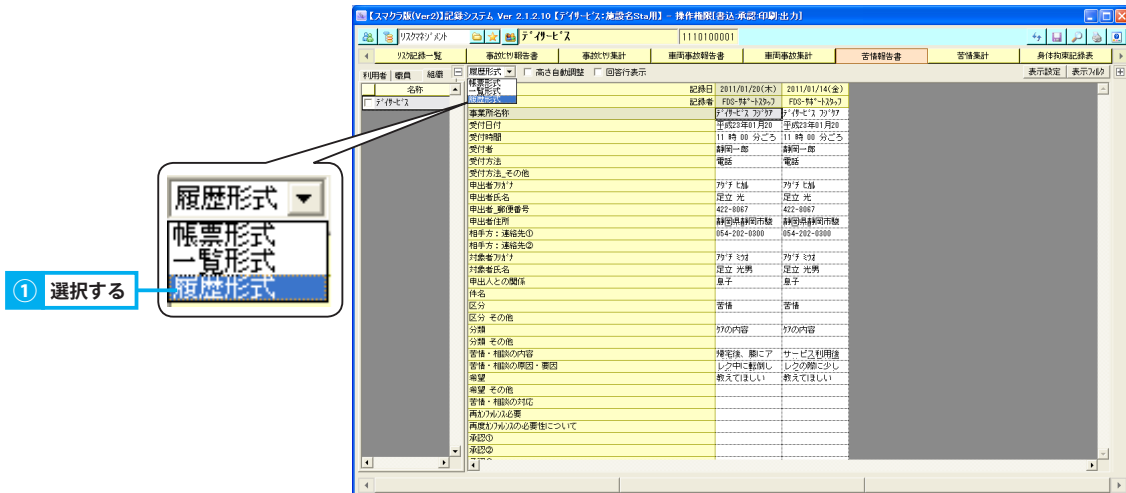 【スマクラ版(Ver2)】記録システム Ver 2.1.2.10【ﾃﾞｲｻｰﾋﾞｽ:施設名Sta用】- 操作権限[書込:承認:印刷:出力]
ﾘｽｸﾏﾈｼﾞﾒﾝﾄ ﾃﾞｲｻｰﾋﾞｽ 1110100001
ﾘｽｸ記録一覧 事故ﾋﾔﾘ報告書 事故ﾋﾔﾘ集計 車両事故報告書 車両事故集計 苦情報告書 苦情集計 身体拘束記録表
利用者 職員 組織 履歴形式 高さ自動調整 回答行表示 表示設定 表示ﾌｨﾙﾀ
名称
ﾃﾞｲｻｰﾋﾞｽ
帳票形式
一覧形式
履歴形式
記録日 2011/01/20(木) 2011/01/14(金)
記録者 FDS-ｻﾎﾟｰﾄｽﾀｯﾌ FDS-ｻﾎﾟｰﾄｽﾀｯﾌ
事業所名称 ﾃﾞｲｻｰﾋﾞｽ ﾌｼﾞｹｱ ﾃﾞｲｻｰﾋﾞｽ ﾌｼﾞｹｱ
受付日付 平成23年01月20 平成23年01月20
受付時間 11 時 00 分ごろ 11 時 00 分ごろ
受付者 静岡一郎 静岡一郎
受付方法 電話 電話
受付方法_その他
申出者ﾌﾘｶﾞﾅ ｱﾀﾞﾁ ﾋｶﾙ ｱﾀﾞﾁ ﾋｶﾙ
申出者氏名 足立 光 足立 光
申出者_郵便番号 422-8067 422-8067
申出者住所 静岡県静岡市駿 静岡県静岡市駿
相手方：連絡先① 054-202-0300 054-202-0300
相手方：連絡先②
対象者ﾌﾘｶﾞﾅ ｱﾀﾞﾁ ﾐﾂｵ ｱﾀﾞﾁ ﾐﾂｵ
対象者氏名 足立 光男 足立 光男
申出人との関係 息子 息子
件名
区分 苦情 苦情
区分 その他
分類 ｹｱの内容 ｹｱの内容
分類 その他
苦情・相談の内容 帰宅後、膝にア サービス利用後
苦情・相談の原因・要因 レク中に転倒し レクの際に少し
希望 教えてほしい 教えてほしい
希望 その他
苦情・相談の対応
再ｶﾝﾌｧﾚﾝｽ必要
再度ｶﾝﾌｧﾚﾝｽの必要性について
承認①
承認②
履歴形式
帳票形式
一覧形式
履歴形式
① 選択する